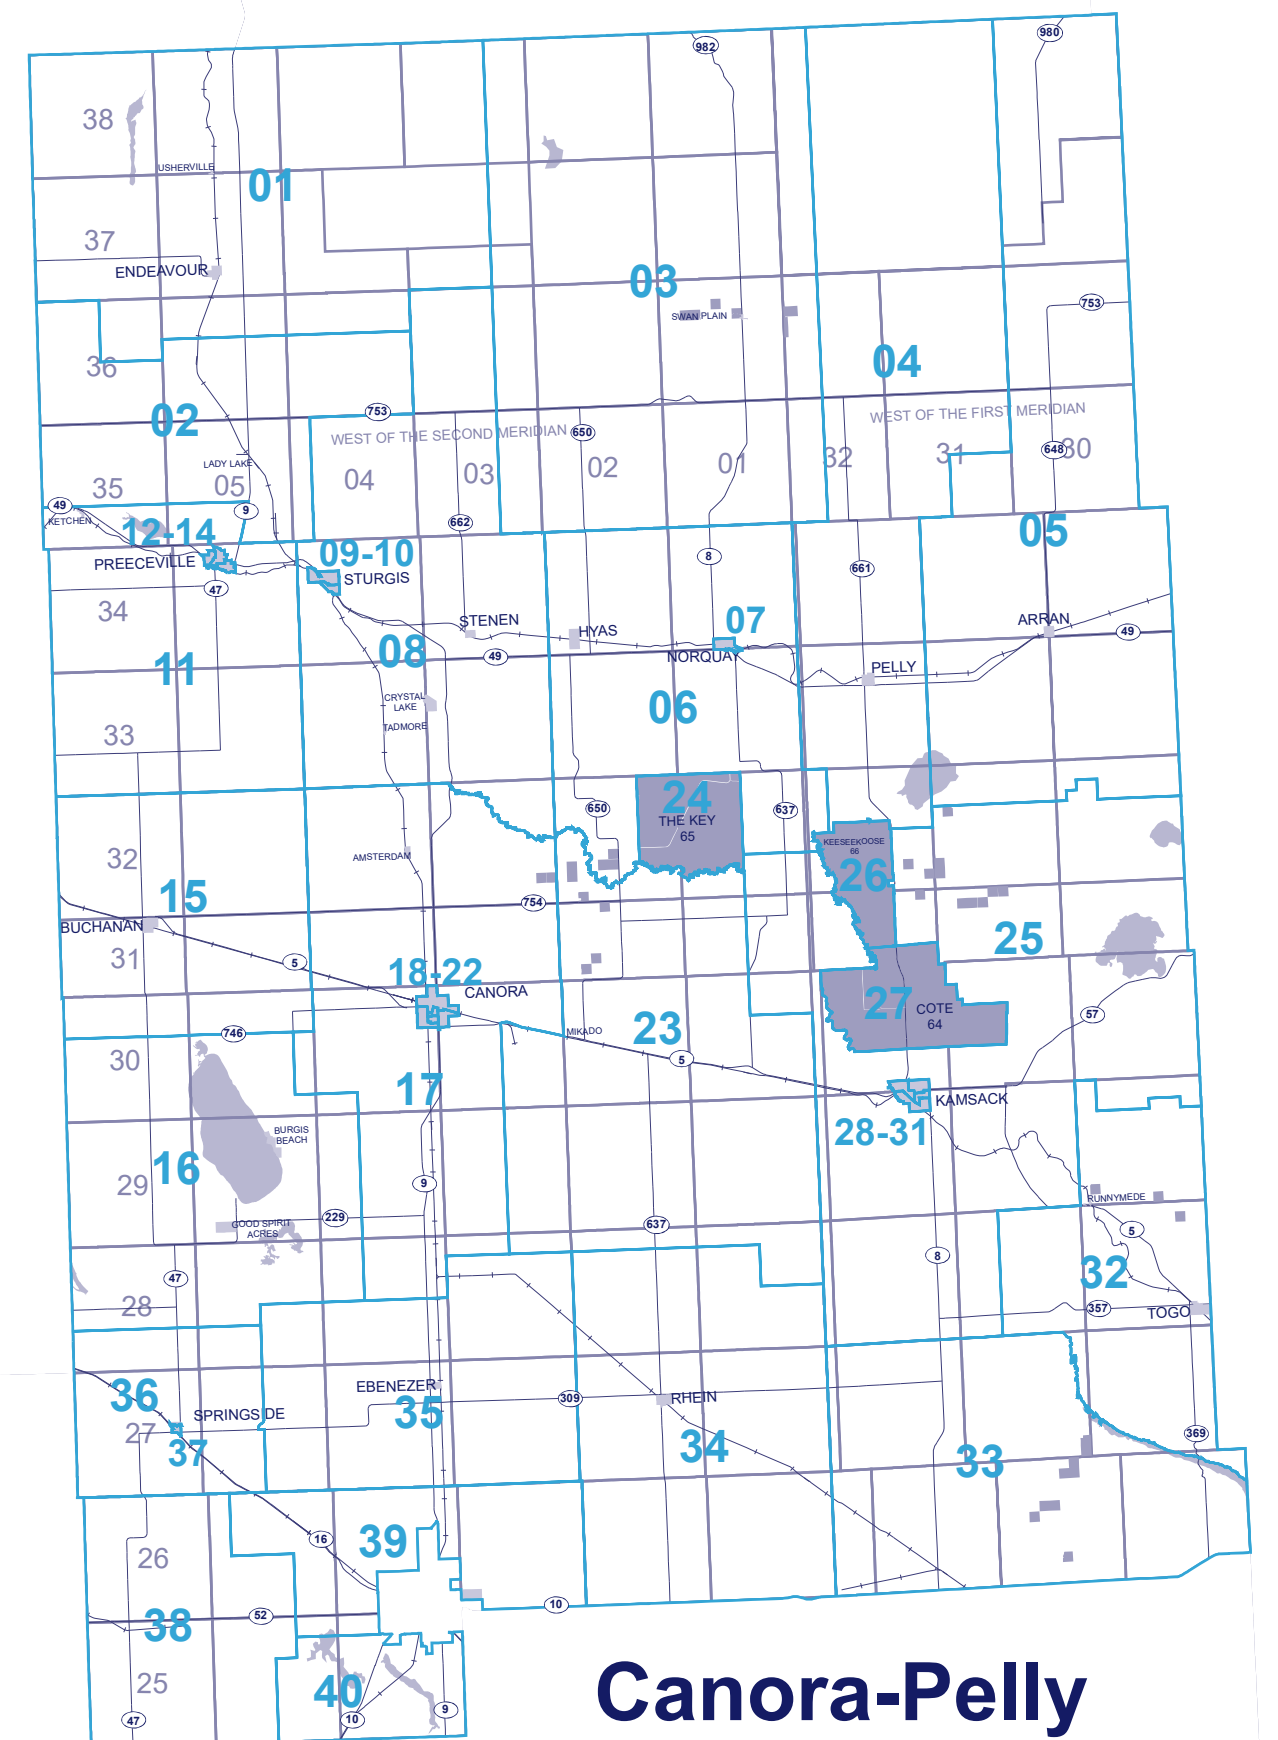 982
980
38
USHERVILLE
01
37
ENDEAVOUR
03
753
SWAN PLAIN
36
04
02
753
WEST OF THE FIRST MERIDIAN
WEST OF THE SECOND MERIDIAN
650
LADY LAKE
35
05
04
03
02
01
32
31
648
30
49
KETCHEN
9
12-14
662
05
PREECEVILLE
09-10
STURGIS
8
661
47
34
STENEN
HYAS
07
ARRAN
49
08
49
NORQUAY
PELLY
11
CRYSTAL
LAKE
06
TADMORE
33
24
THE KEY
65
650
637
KEESEEKOOSE
66
32
AMSTERDAM
26
15
754
BUCHANAN
25
31
5
18-22
CANORA
27
COTE
64
746
MIKADO
23
57
30
5
17
KAMSACK
BURGIS
BEACH
28-31
16
29
9
RUNNYMEDE
GOOD SPIRIT
ACRES
229
637
5
8
47
32
28
357
TOGO
36
EBENEZER
309
RHEIN
35
SPRINGSIDE
27
37
34
369
33
16
39
26
10
38
52
25
40
47
10
9
Canora-Pelly